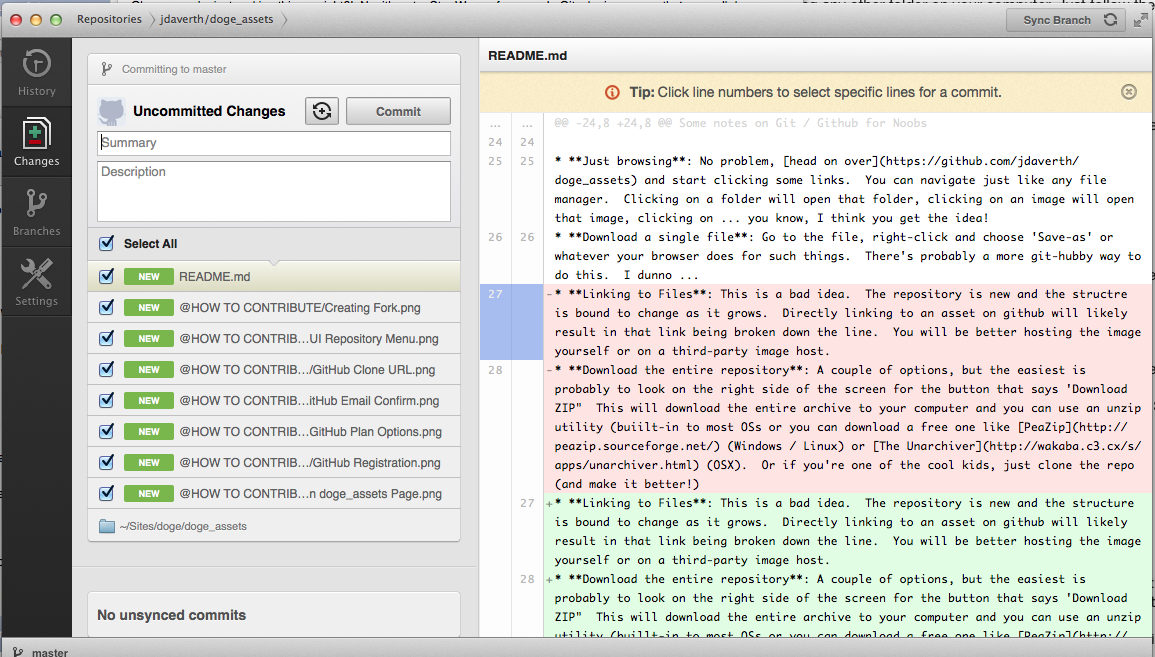 Repositories
jdaverth/doge_assets
Sync Branch
History
Changes
Branches
Settings
Committing to master
Uncommitted Changes
Commit
Summary
Description
Select All
NEW README.md
NEW @HOW TO CONTRIBUTE/Creating Fork.png
NEW @HOW TO CONTRIB...UI Repository Menu.png
NEW @HOW TO CONTRIB.../GitHub Clone URL.png
NEW @HOW TO CONTRIB...itHub Email Confirm.png
NEW @HOW TO CONTRIB...GitHub Plan Options.png
NEW @HOW TO CONTRIB.../GitHub Registration.png
NEW @HOW TO CONTRIB...n doge_assets Page.png
~/Sites/doge/doge_assets
No unsynced commits
master
README.md
Tip: Click line numbers to select specific lines for a commit.
... ... @@ -24,8 +24,8 @@ Some notes on Git / Github for Noobs
24 24
25 25 * **Just browsing**: No problem, [head on over](https://github.com/jdaverth/
doge_assets) and start clicking some links.  You can navigate just like any file
manager.  Clicking on a folder will open that folder, clicking on an image will open
that image, clicking on ... you know, I think you get the idea!
26 26 * **Download a single file**: Go to the file, right-click and choose 'Save-as' or
whatever your browser does for such things.  There's probably a more git-hubby way to
do this.  I dunno ...
27 -* **Linking to Files**: This is a bad idea.  The repository is new and the structre
is bound to change as it grows.  Directly linking to an asset on github will likely
result in that link being broken down the line.  You will be better hosting the image
yourself or on a third-party image host.
28 -* **Download the entire repository**: A couple of options, but the easiest is
probably to look on the right side of the screen for the button that says 'Download
ZIP"  This will download the entire archive to your computer and you can use an unzip
utility (buiilt-in to most OSs or you can download a free one like [PeaZip](http://
peazip.sourceforge.net/) (Windows / Linux) or [The Unarchiver](http://wakaba.c3.cx/s/
apps/unarchiver.html) (OSX).  Or if you're one of the cool kids, just clone the repo
(and make it better!)
27 +* **Linking to Files**: This is a bad idea.  The repository is new and the structure
is bound to change as it grows.  Directly linking to an asset on github will likely
result in that link being broken down the line.  You will be better hosting the image
yourself or on a third-party image host.
28 +* **Download the entire repository**: A couple of options, but the easiest is
probably to look on the right side of the screen for the button that says 'Download
ZIP"  This will download the entire archive to your computer and you can use an unzip
utility (buiilt-in to most OSs or you can download a free one like [PeaZip](http://